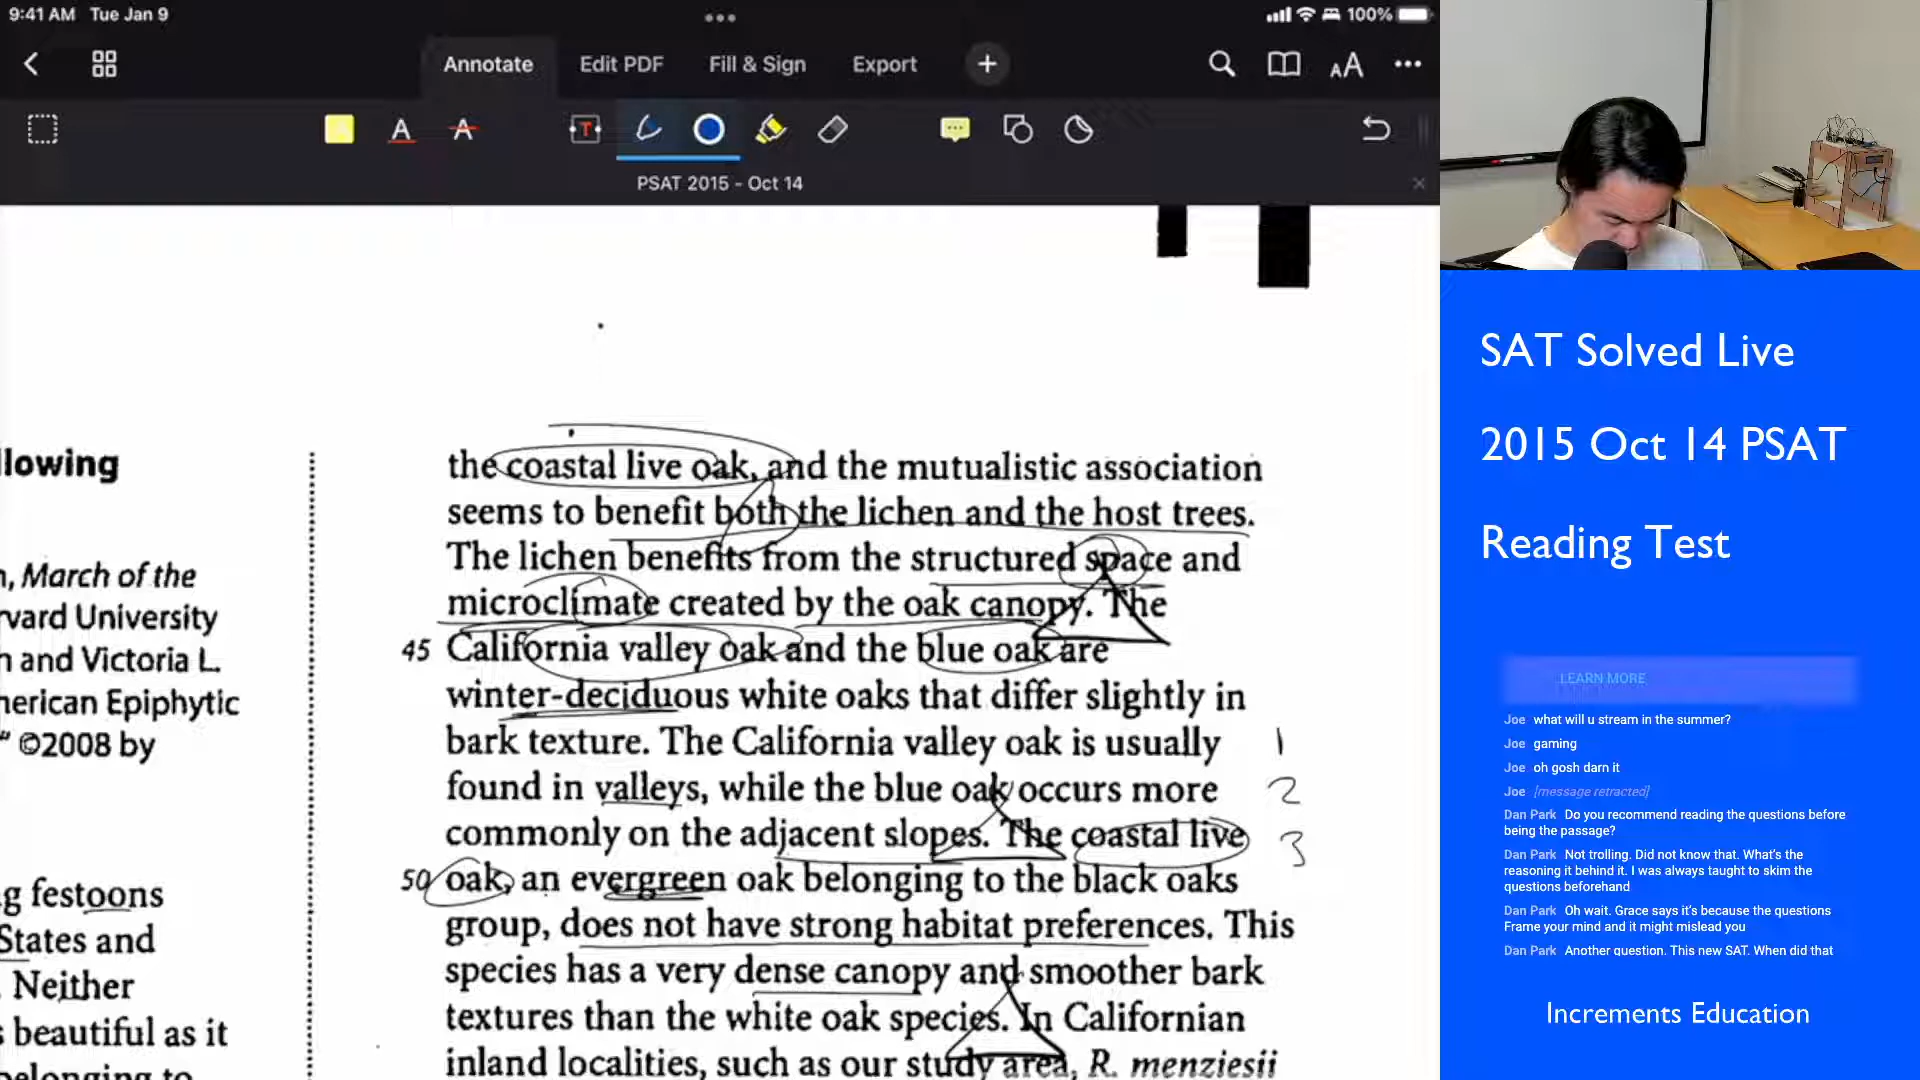 9:41 AM Tue Jan 9
100%
Annotate
Edit PDF
Fill & Sign
Export
AA
A
A
T
PSAT 2015 - Oct 14
llowing
, March of the
rvard University
n and Victoria L.
nerican Epiphytic
" ©2008 by
g festoons
States and
. Neither
s beautiful as it
belonging to
the coastal live oak, and the mutualistic association
seems to benefit both the lichen and the host trees.
The lichen benefits from the structured space and
microclimate created by the oak canopy. The
45 California valley oak and the blue oak are
winter-deciduous white oaks that differ slightly in
bark texture. The California valley oak is usually
found in valleys, while the blue oak occurs more
commonly on the adjacent slopes. The coastal live
50 oak, an evergreen oak belonging to the black oaks
group, does not have strong habitat preferences. This
species has a very dense canopy and smoother bark
textures than the white oak species. In Californian
inland localities, such as our study area, R. menziesii
1
2
3
SAT Solved Live
2015 Oct 14 PSAT
Reading Test
LEARN MORE
Joe what will u stream in the summer?
Joe gaming
Joe oh gosh darn it
Joe [message retracted]
Dan Park Do you recommend reading the questions before
being the passage?
Dan Park Not trolling. Did not know that. What's the
reasoning it behind it. I was always taught to skim the
questions beforehand
Dan Park Oh wait. Grace says it's because the questions
Frame your mind and it might mislead you
Dan Park Another question. This new SAT. When did that
Increments Education